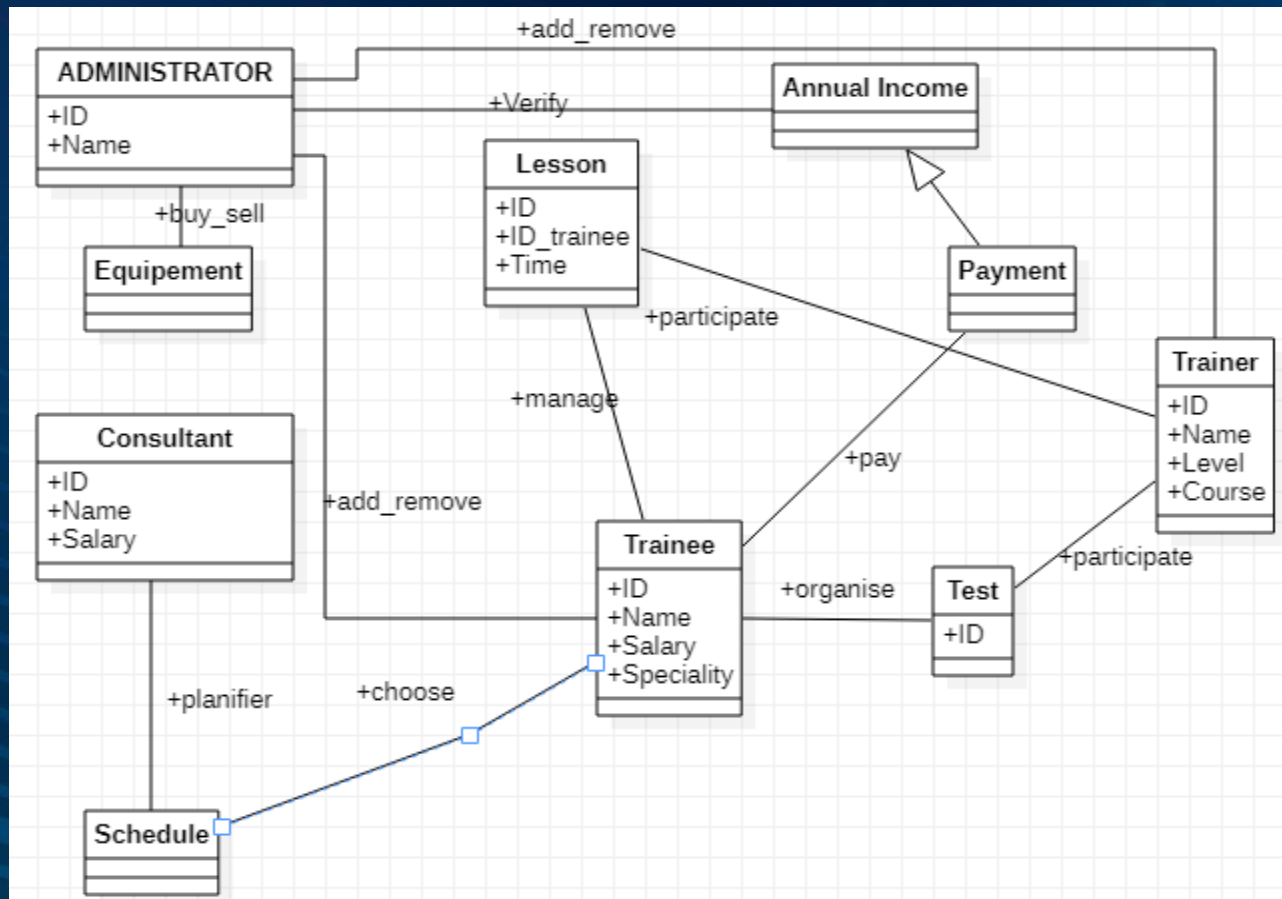 +add_remove
ADMINISTRATOR
+ID
+Name
+Verify
Annual Income
Lesson
+ID
+ID_trainee
+Time
+buy_sell
Equipement
Payment
+participate
Trainer
+ID
+Name
+Level
+Course
+manage
Consultant
+ID
+Name
+Salary
+pay
+add_remove
Trainee
+ID
+Name
+Salary
+Speciality
+organise
Test
+ID
+participate
+planifier
+choose
Schedule